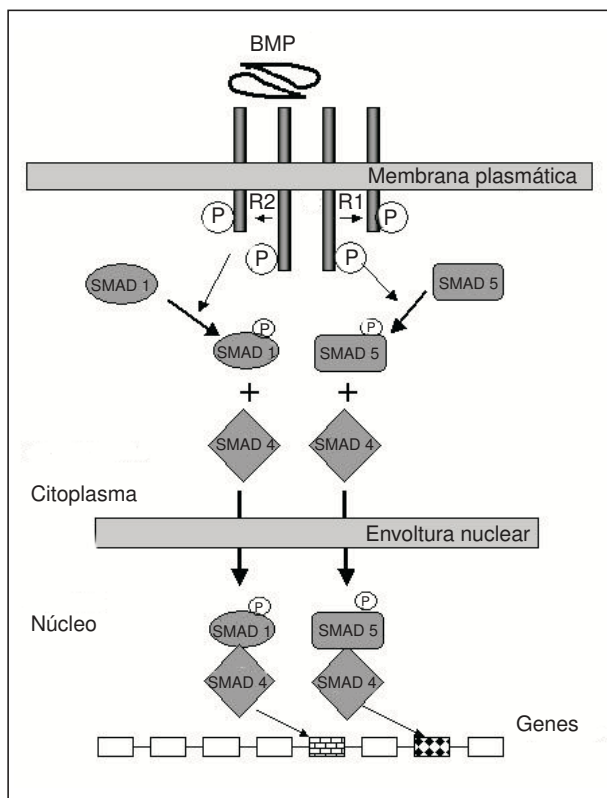 BMP
Membrana plasmática
R2 R1
P P
P P
SMAD 1 SMAD 5
P P
SMAD 1 SMAD 5
+ +
SMAD 4 SMAD 4
Citoplasma
Envoltura nuclear
P P
Núcleo SMAD 1 SMAD 5
SMAD 4 SMAD 4
Genes